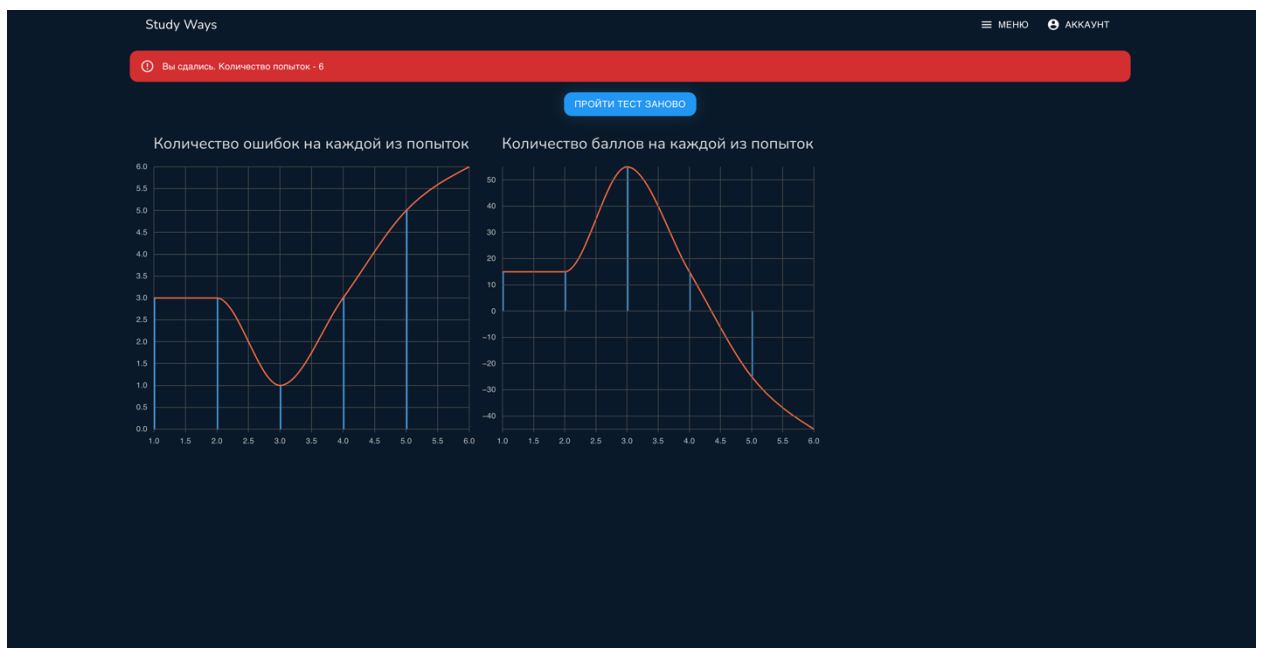 Study Ways
МЕНЮ
АККАУНТ
Вы сдались. Количество попыток - 6
ПРОЙТИ ТЕСТ ЗАНОВО
Количество ошибок на каждой из попыток
6.0
5.5
5.0
4.5
4.0
3.5
3.0
2.5
2.0
1.5
1.0
0.5
0.0
1.0 1.5 2.0 2.5 3.0 3.5 4.0 4.5 5.0 5.5 6.0
Количество баллов на каждой из попыток
50
40
30
20
10
0
−10
−20
−30
−40
1.0 1.5 2.0 2.5 3.0 3.5 4.0 4.5 5.0 5.5 6.0